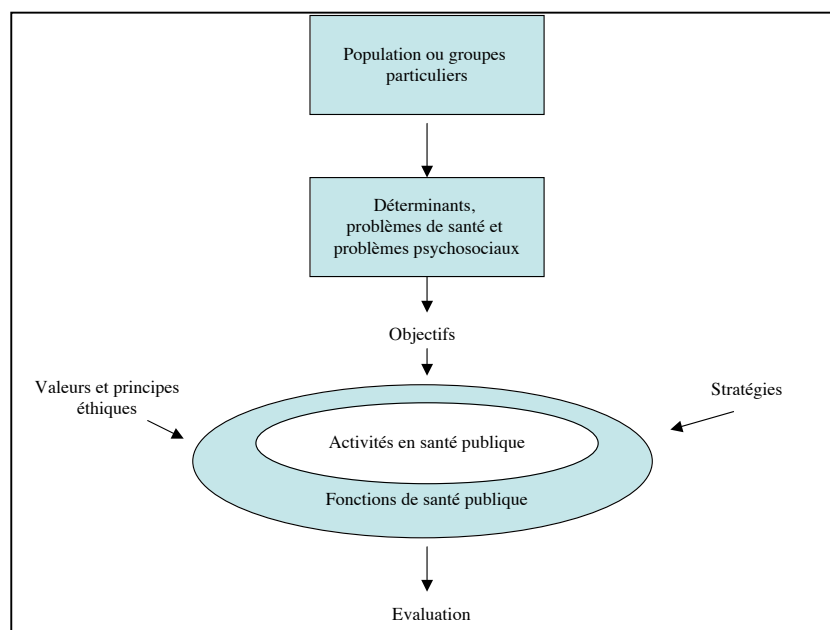 Population ou groupes
particuliers
Déterminants,
problèmes de santé et
problèmes psychosociaux
Objectifs
Valeurs et principes
éthiques
Stratégies
Activités en santé publique
Fonctions de santé publique
Evaluation